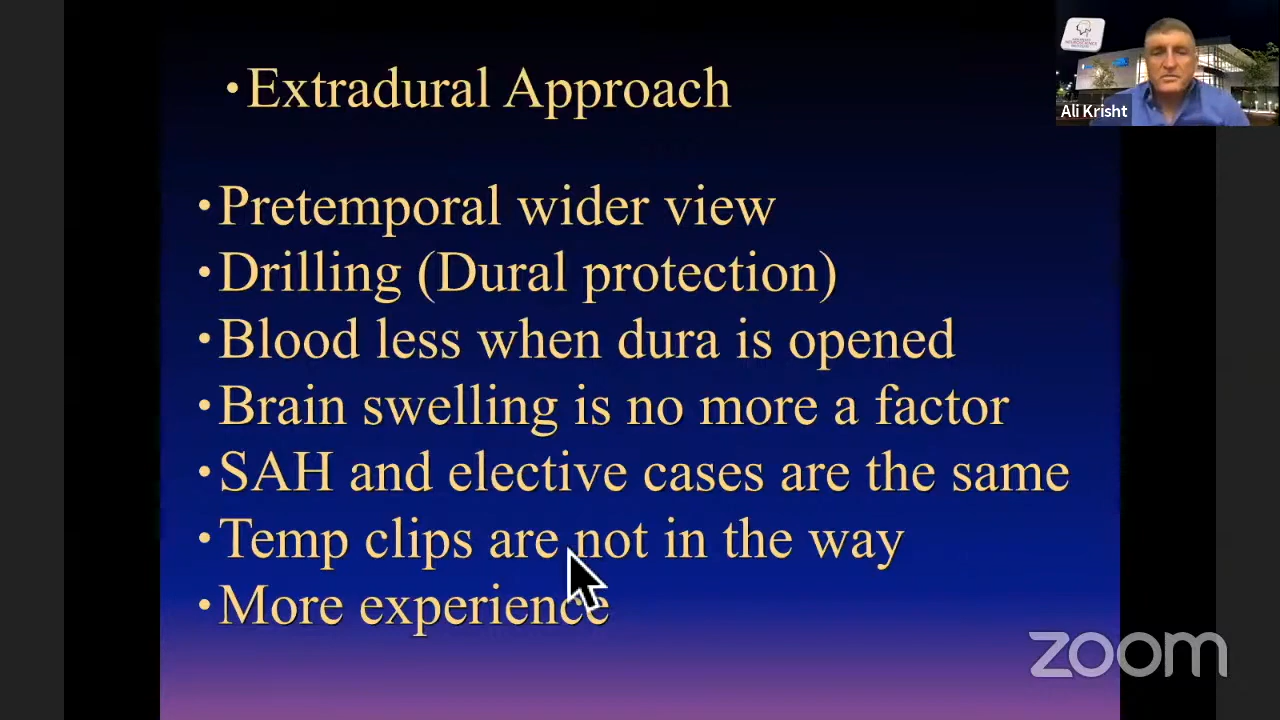 •Extradural Approach
•Pretemporal wider view
•Drilling (Dural protection)
•Blood less when dura is opened
•Brain swelling is no more a factor
•SAH and elective cases are the same
•Temp clips are not in the way
•More experience
Ali Krisht
zoom